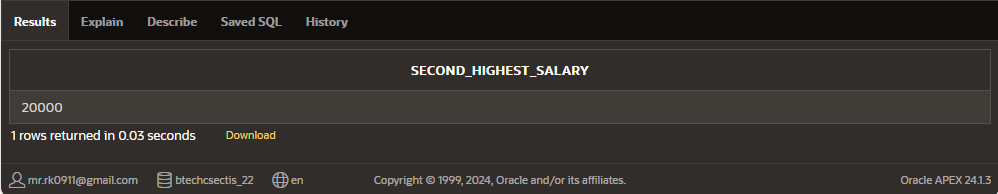 Results Explain Describe Saved SQL History
SECOND_HIGHEST_SALARY
20000
1 rows returned in 0.03 seconds Download
mr.rk0911@gmail.com btechcsectis_22 en Copyright © 1999, 2024, Oracle and/or its affiliates. Oracle APEX 24.1.3